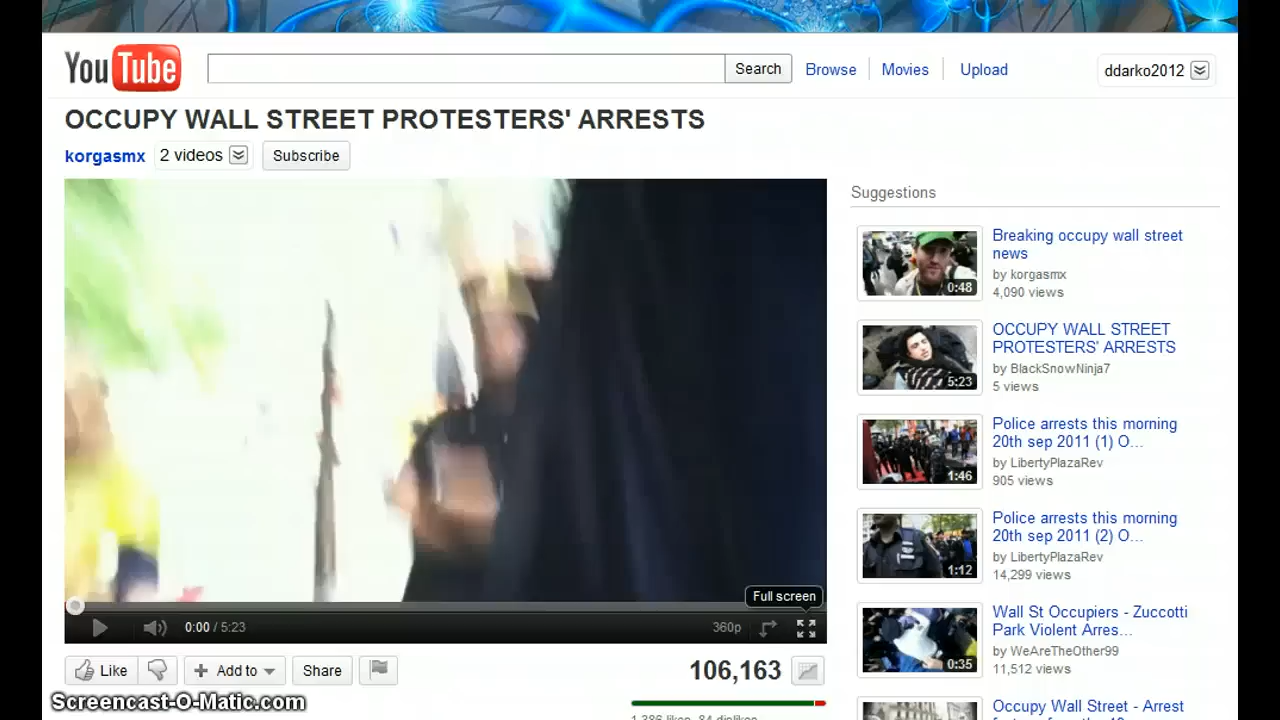 YouTube
Search
Browse
Movies
Upload
ddarko2012
OCCUPY WALL STREET PROTESTERS' ARRESTS
korgasmx
2 videos
Subscribe
Suggestions
Breaking occupy wall street
news
by korgasmx
4,090 views
0:48
OCCUPY WALL STREET
PROTESTERS' ARRESTS
by BlackSnowNinja7
5 views
5:23
Police arrests this morning
20th sep 2011 (1) O...
by LibertyPlazaRev
905 views
1:46
Police arrests this morning
20th sep 2011 (2) O...
by LibertyPlazaRev
14,299 views
1:12
Wall St Occupiers - Zuccotti
Park Violent Arres...
by WeAreTheOther99
11,512 views
0:35
Occupy Wall Street - Arrest
Full screen
0:00 / 5:23
360p
Like
Add to
Share
106,163
1,386 likes, 84 dislikes
Screencast-O-Matic.com